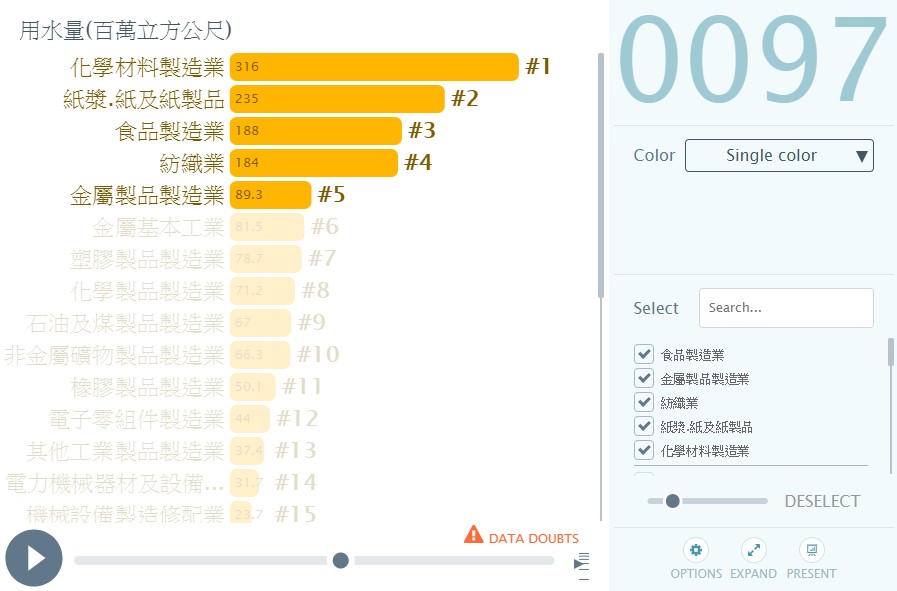 用水量(百萬立方公尺)
化學材料製造業 316 #1
紙漿.紙及紙製品 235 #2
食品製造業 188 #3
紡織業 184 #4
金屬製品製造業 89.3 #5
金屬基本工業 81.5 #6
塑膠製品製造業 78.7 #7
化學製品製造業 71.2 #8
石油及煤製品製造業 67 #9
非金屬礦物製品製造業 66.3 #10
橡膠製品製造業 50.1 #11
電子零組件製造業 44 #12
其他工業製品製造業 37.4 #13
電力機械器材及設備... 31.7 #14
機械設備製造修配業 23.7 #15
DATA DOUBTS
0097
Color Single color
Select Search...
食品製造業
金屬製品製造業
紡織業
紙漿.紙及紙製品
化學材料製造業
DESELECT
OPTIONS EXPAND PRESENT